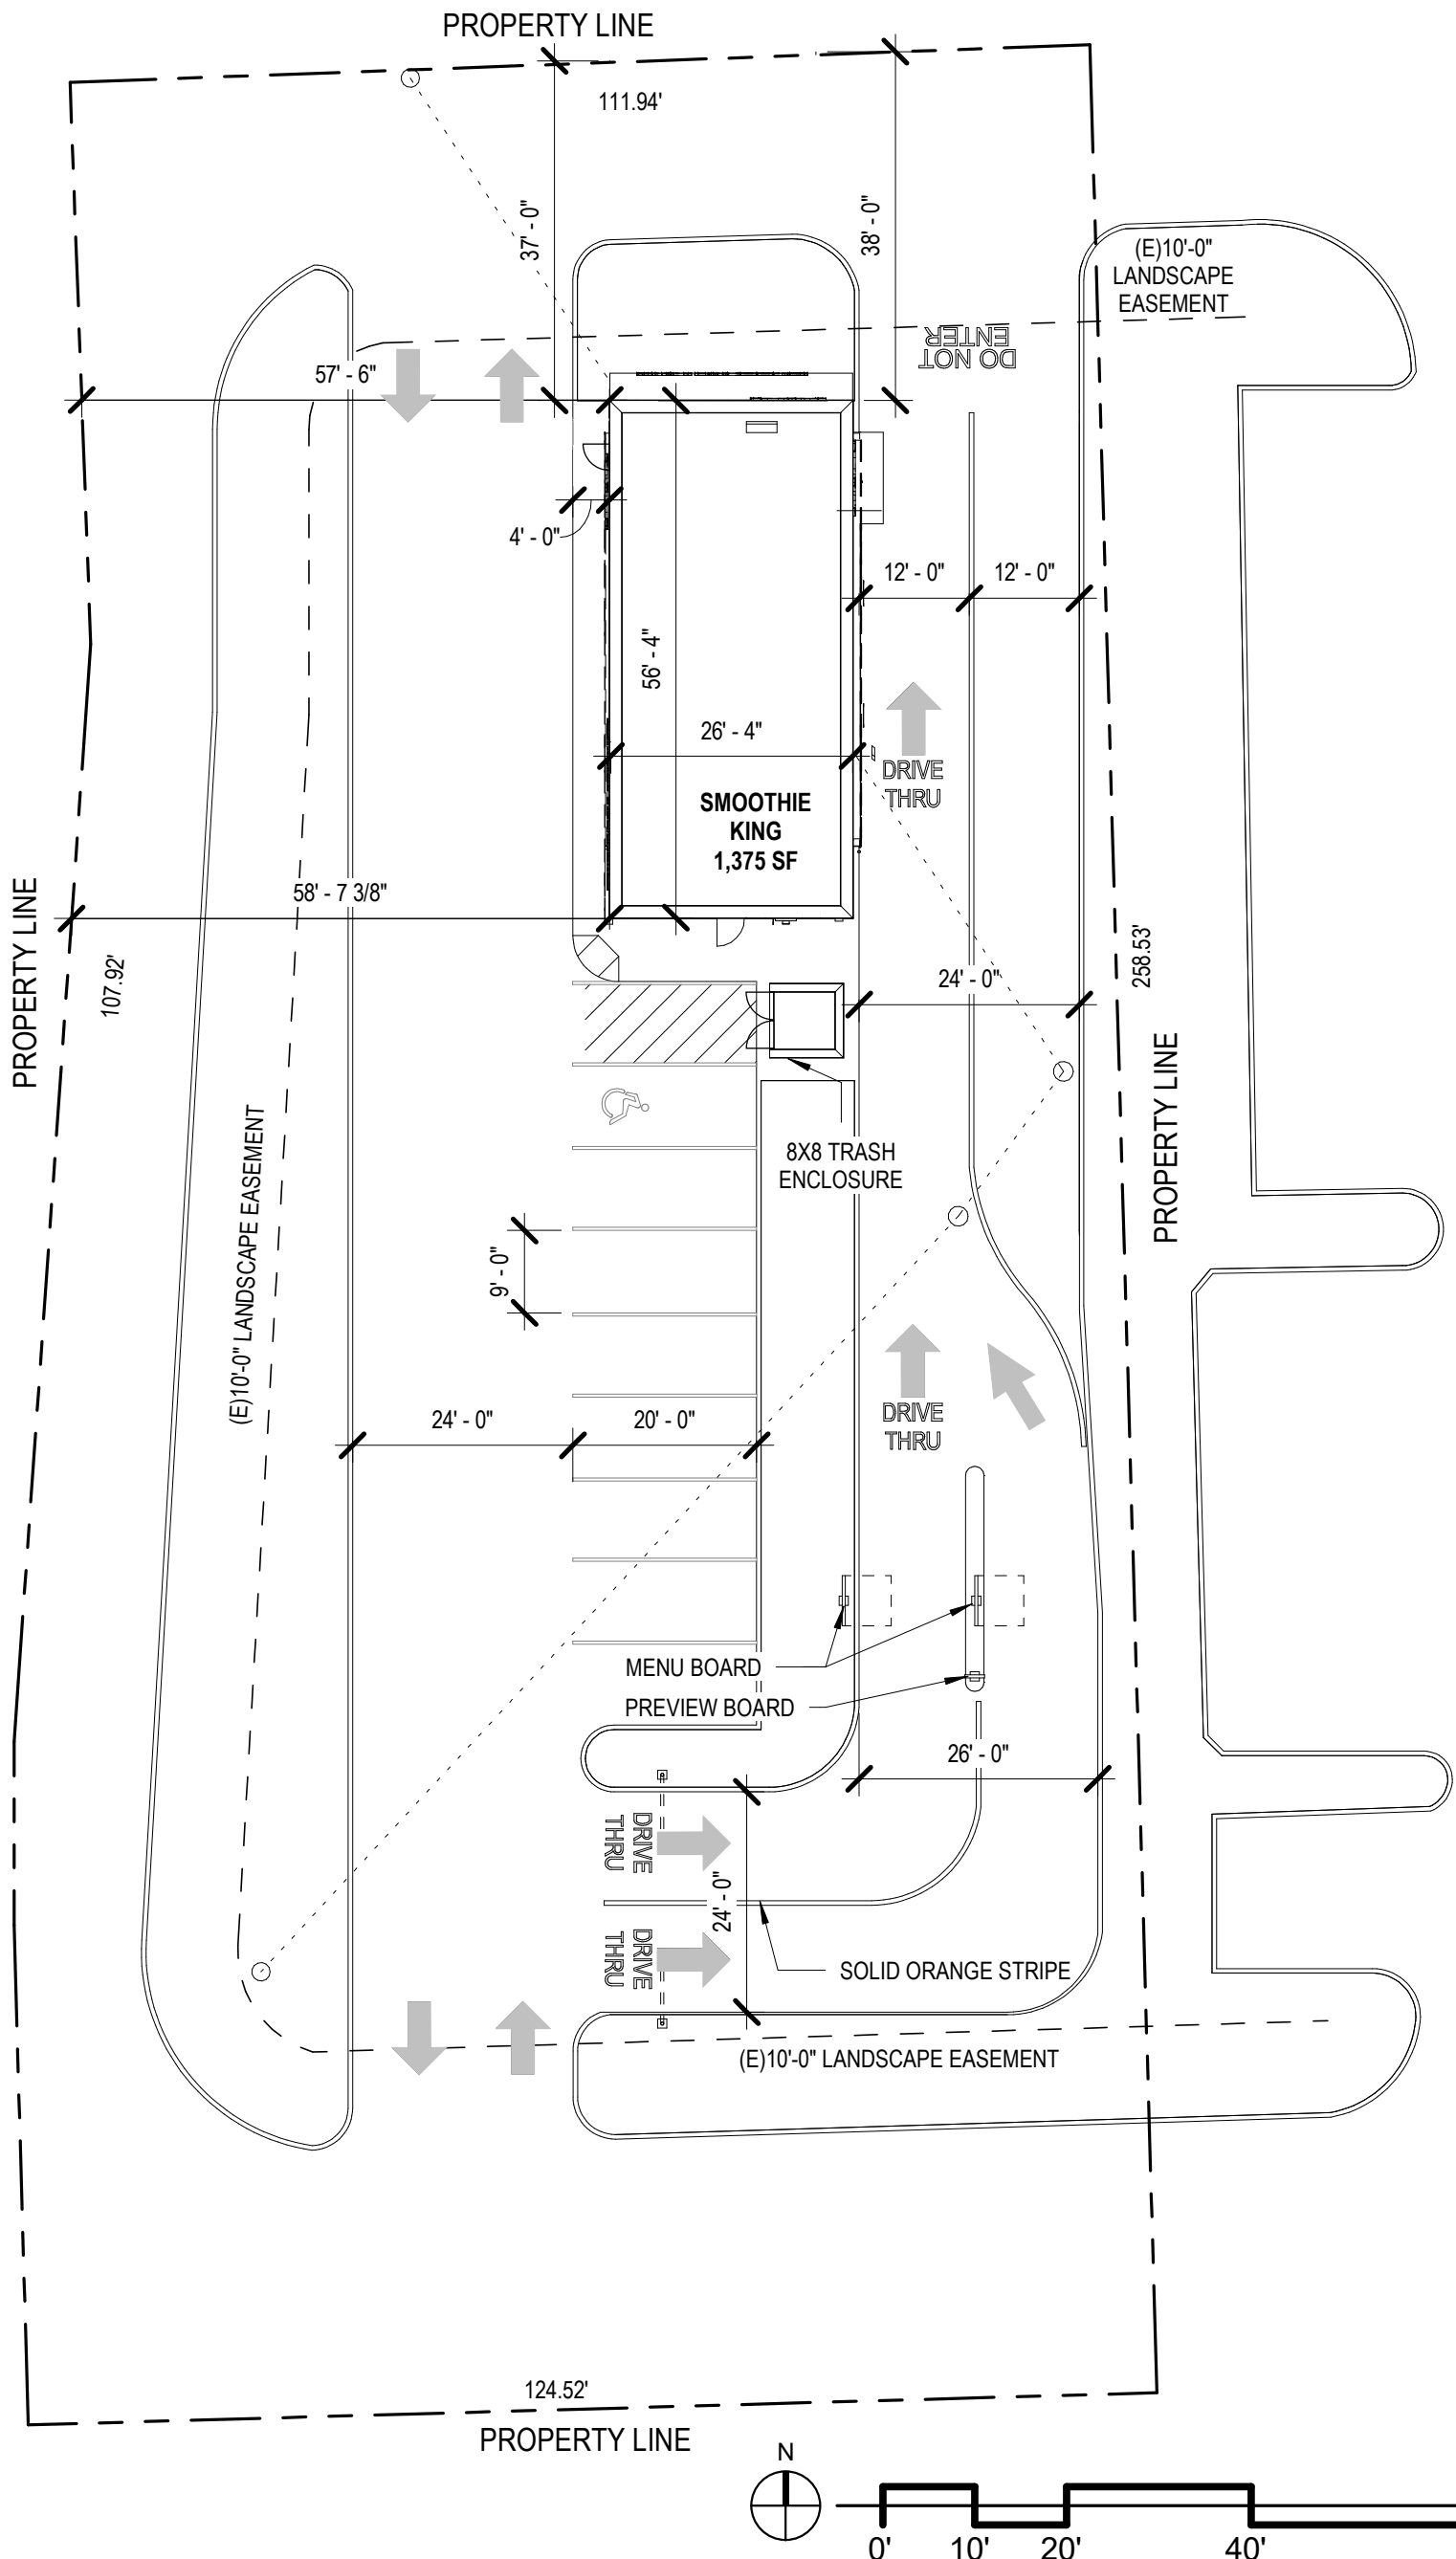 PROPERTY LINE
111.94'
37' - 0"
38' - 0"
(E)10'-0"
LANDSCAPE
EASEMENT
DO NOT
ENTER
57' - 6"
4' - 0"
12' - 0"
12' - 0"
56' - 4"
26' - 4"
DRIVE
THRU
SMOOTHIE
KING
1,375 SF
58' - 7 3/8"
PROPERTY LINE
107.92'
258.53'
24' - 0"
PROPERTY LINE
8X8 TRASH
ENCLOSURE
(E)10'-0" LANDSCAPE EASEMENT
9' - 0"
24' - 0"
20' - 0"
DRIVE
THRU
MENU BOARD
PREVIEW BOARD
26' - 0"
DRIVE
THRU
24' - 0"
DRIVE
THRU
SOLID ORANGE STRIPE
(E)10'-0" LANDSCAPE EASEMENT
124.52'
PROPERTY LINE
N
0' 10' 20' 40'